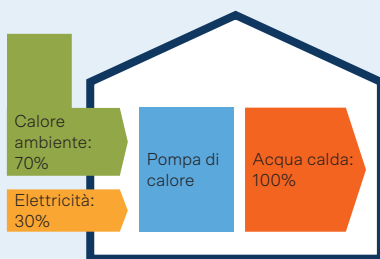 Calore
ambiente:
70%
Elettricità:
30%
Pompa di
calore
Acqua calda:
100%